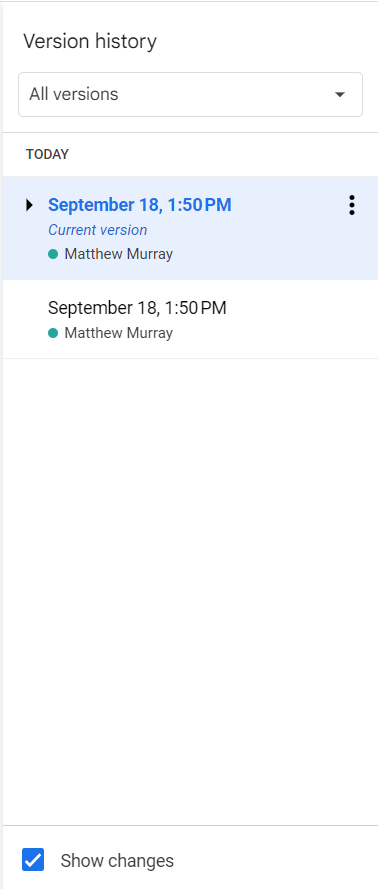 Version history
All versions
TODAY
September 18, 1:50 PM
Current version
Matthew Murray
September 18, 1:50 PM
Matthew Murray
Show changes